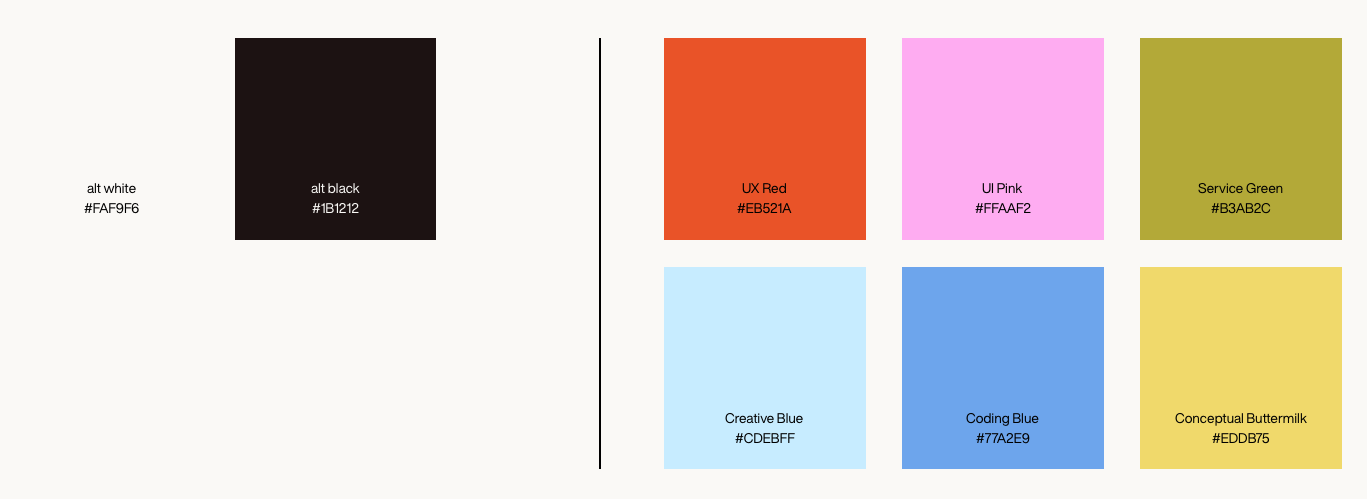 alt white
#FAF9F6
alt black
#1B1212
UX Red
#EB521A
UI Pink
#FFAAF2
Service Green
#B3AB2C
Creative Blue
#CDEBFF
Coding Blue
#77A2E9
Conceptual Buttermilk
#EDDB75